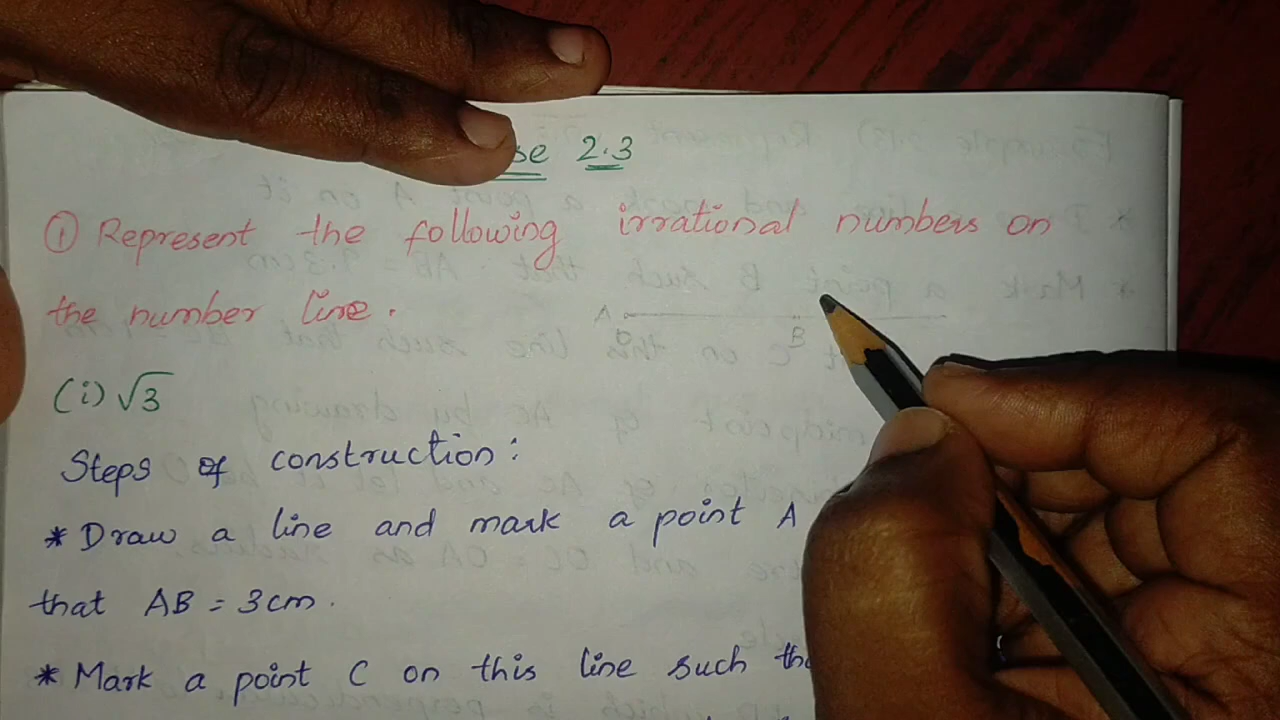 se 2.3
① Represent the following irrational numbers on
the number line.
A B
(i) √3
Steps of construction:
* Draw a line and mark a point A
that AB = 3cm.
* Mark a point C on this line such